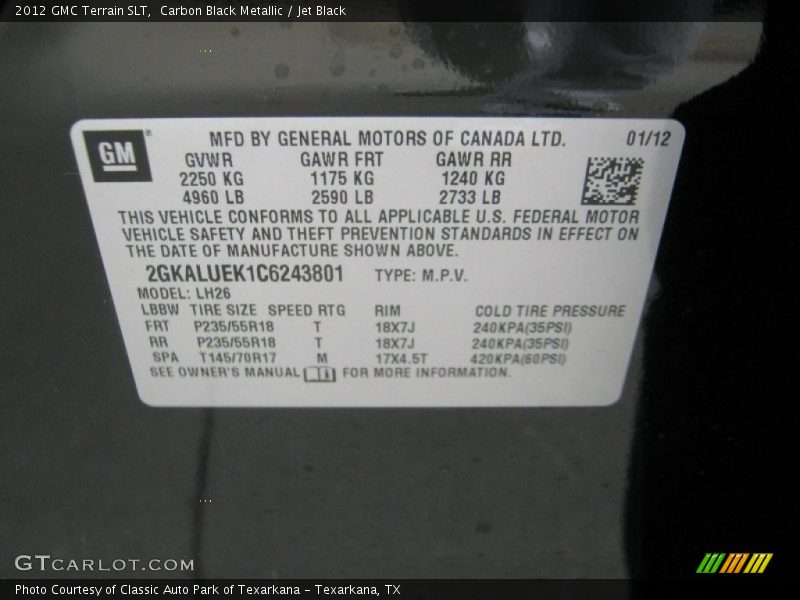 2012 GMC Terrain SLT,  Carbon Black Metallic / Jet Black
GM
MFD BY GENERAL MOTORS OF CANADA LTD. 01/12
GVWR GAWR FRT GAWR RR
2250 KG 1175 KG 1240 KG
4960 LB 2590 LB 2733 LB
THIS VEHICLE CONFORMS TO ALL APPLICABLE U.S. FEDERAL MOTOR
VEHICLE SAFETY AND THEFT PREVENTION STANDARDS IN EFFECT ON
THE DATE OF MANUFACTURE SHOWN ABOVE.
2GKALUEK1C6243801 TYPE: M.P.V.
MODEL: LH26
LBBW TIRE SIZE SPEED RTG RIM COLD TIRE PRESSURE
FRT P235/55R18 T 18X7J 240KPA(35PSI)
RR P235/55R18 T 18X7J 240KPA(35PSI)
SPA T145/70R17 M 17X4.5T 420KPA(60PSI)
SEE OWNER'S MANUAL FOR MORE INFORMATION.
GTCARLOT.COM
Photo Courtesy of Classic Auto Park of Texarkana - Texarkana, TX